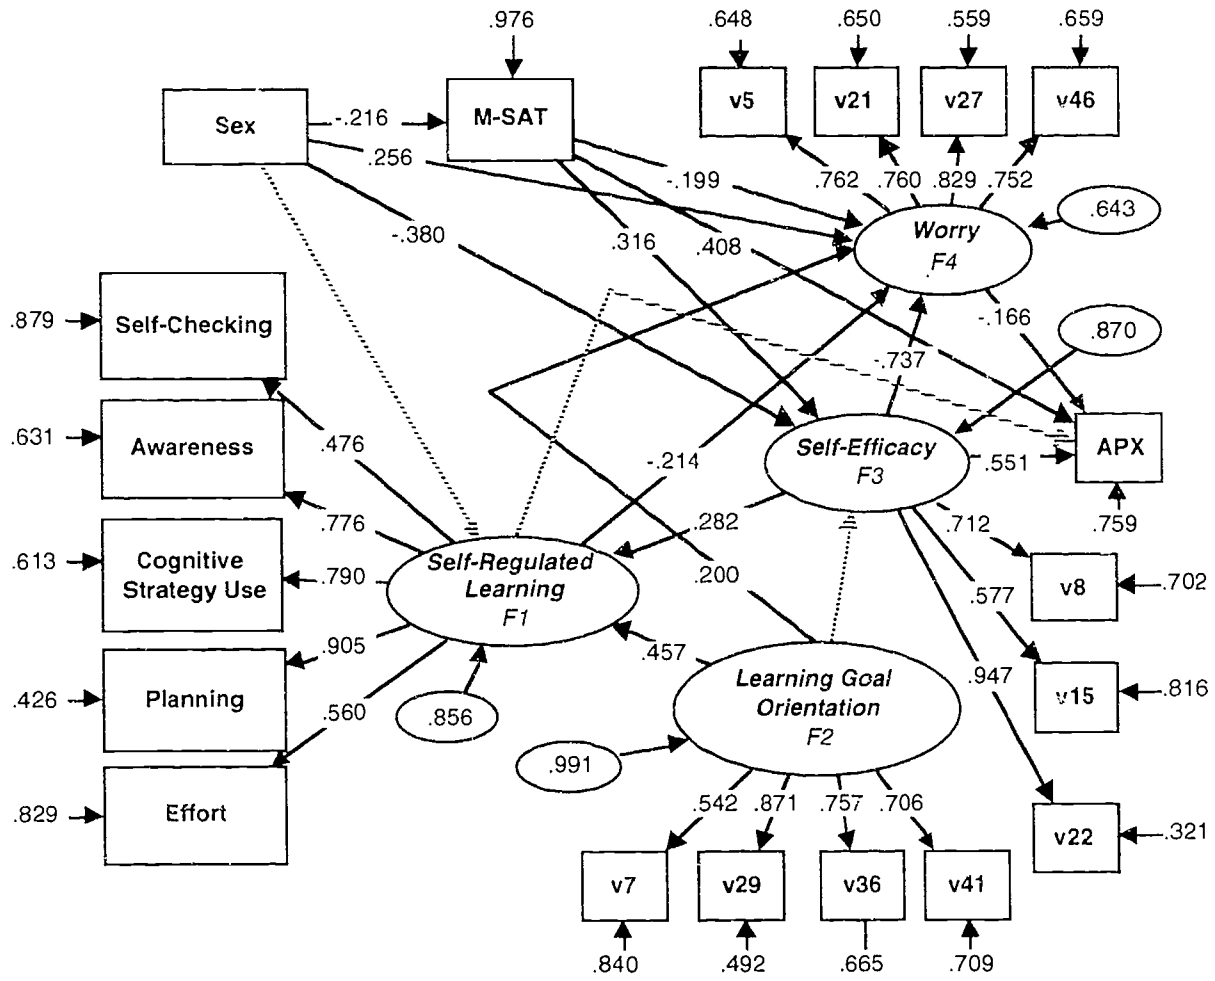 .976
.648
.650
.559
.659
Sex
-.216
M-SAT
v5
v21
v27
v46
.256
-.199
.762
.760
.829
.752
-.380
.316
.408
Worry
F4
.643
.879
Self-Checking
-.166
.870
-.737
.631
Awareness
.476
-.214
Self-Efficacy
F3
.551
APX
.776
.282
.712
.759
.613
Cognitive
Strategy Use
.790
Self-Regulated
Learning
F1
.200
.577
v8
.702
.905
.457
.426
Planning
.560
.856
Learning Goal
Orientation
F2
.947
v15
.816
.991
.829
Effort
.542
.871
.757
.706
v22
.321
v7
v29
v36
v41
.840
.492
.665
.709